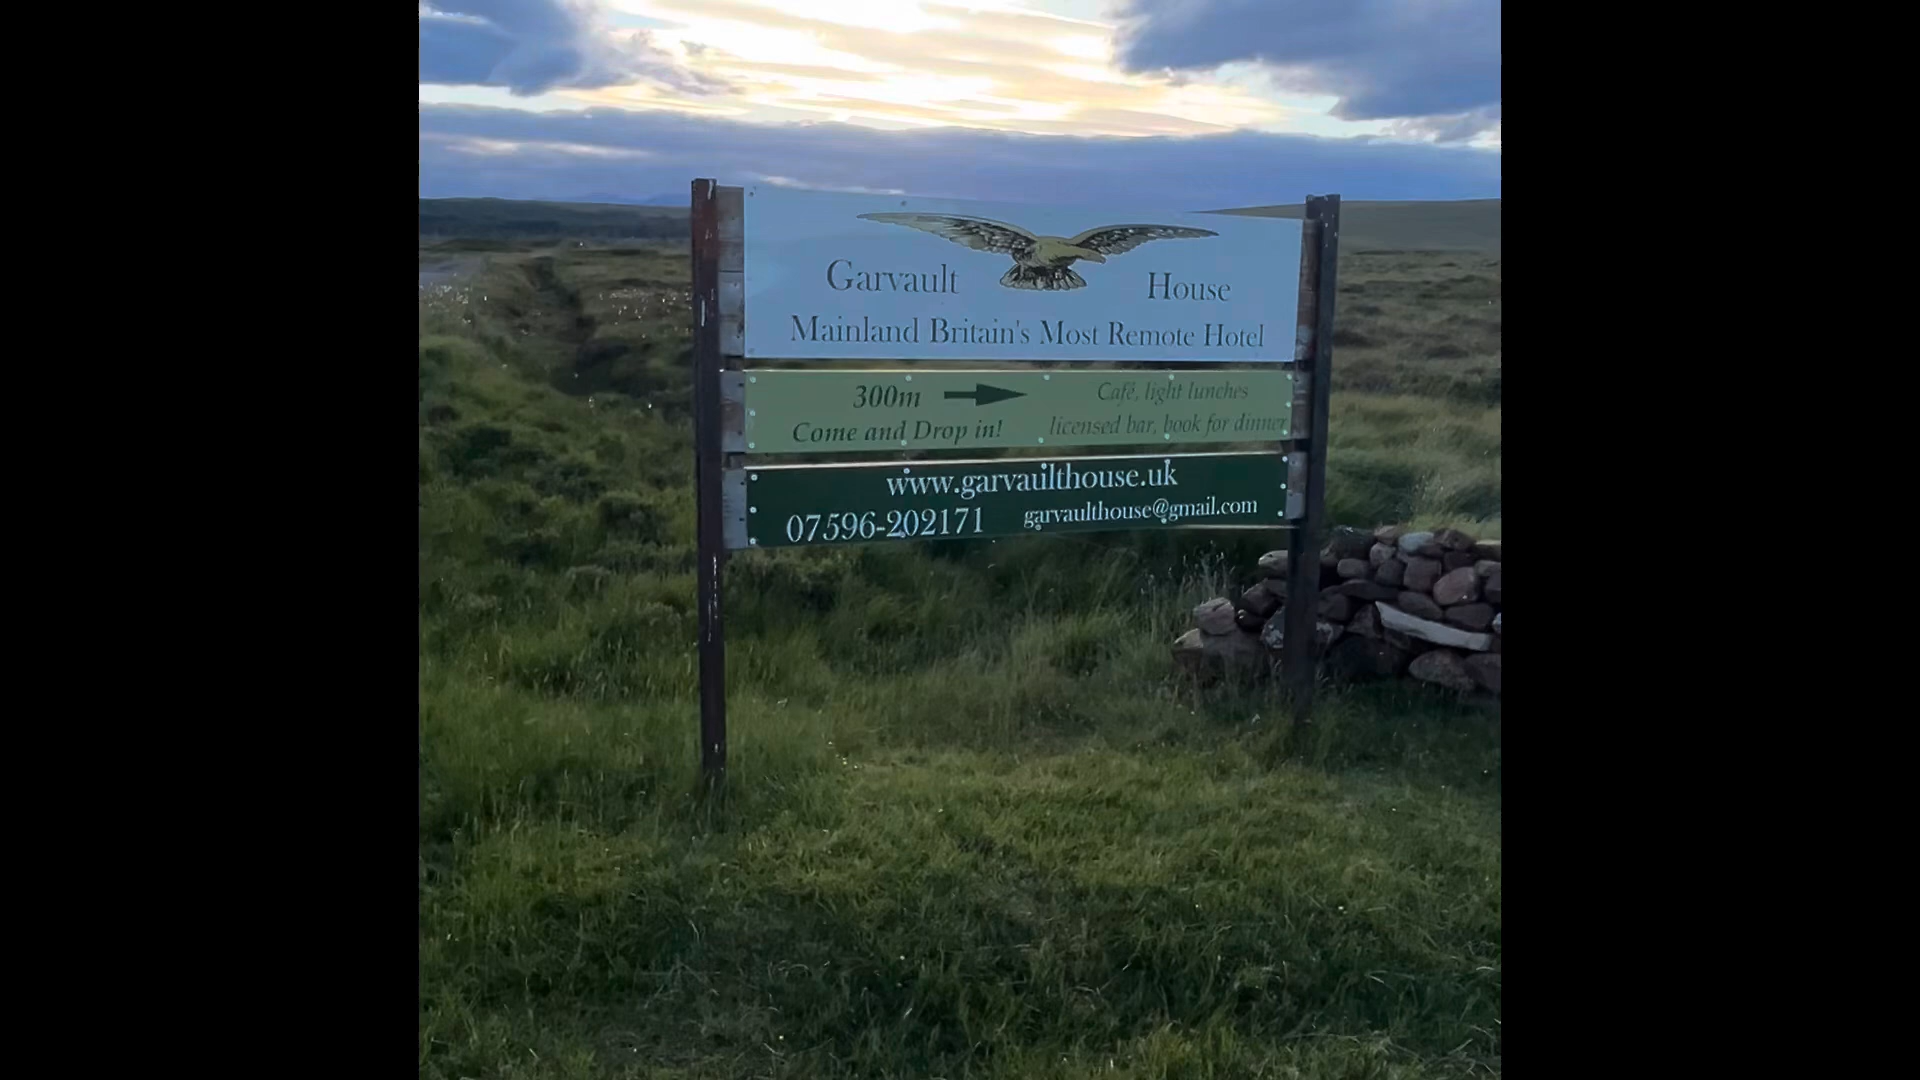 Garvault House
Mainland Britain's Most Remote Hotel
300m
Come and Drop in!
Café, light lunches
licensed bar, book for dinner
www.garvaulthouse.uk
07596-202171
garvaulthouse@gmail.com